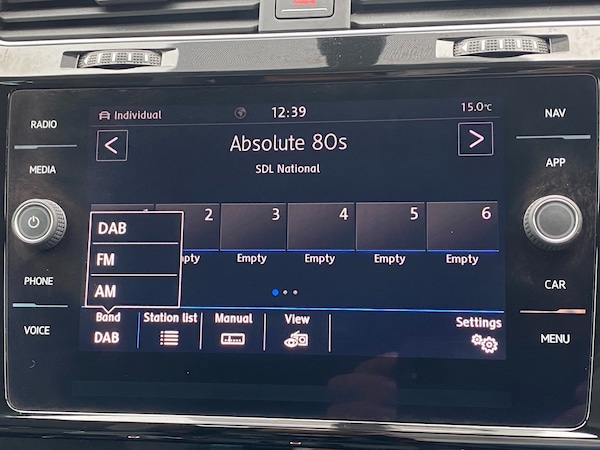 RADIO
MEDIA
PHONE
VOICE
NAV
APP
CAR
MENU
Individual 12:39 15.0°C
< Absolute 80s >
SDL National
2 3 4 5 6
Empty Empty Empty Empty
DAB
FM
AM
Band Station list Manual View Settings
DAB